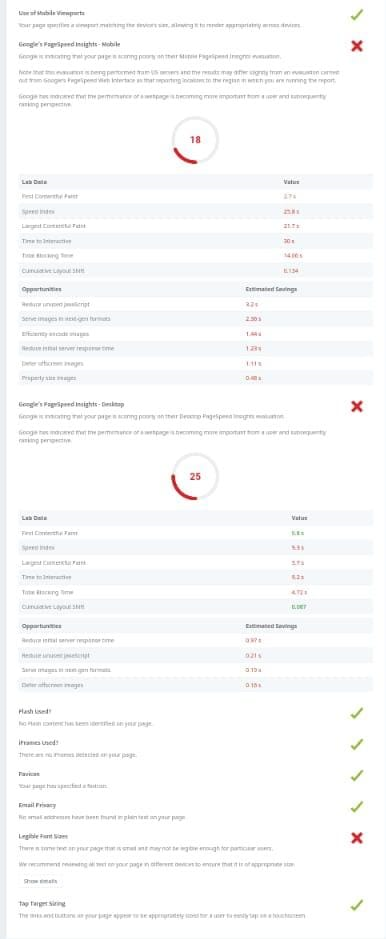 Use of Mobile Viewports
Your page specifies a viewport matching the device's size, allowing it to render appropriately across devices.
Google's PageSpeed Insights - Mobile
Google is indicating that your page is scoring poorly on their Mobile PageSpeed Insights evaluation.
Note that this evaluation is being performed from US servers and the results may differ slightly from an evaluation carried
out from Google's PageSpeed Web Interface as that reporting localizes to the region in which you are running the report.
Google has indicated that the performance of a webpage is becoming more important from a user and subsequently
ranking perspective.
18
Lab Data Value
First Contentful Paint 2.7 s
Speed Index 25.8 s
Largest Contentful Paint 21.7 s
Time to Interactive 30 s
Total Blocking Time 14.06 s
Cumulative Layout Shift 0.134
Opportunities Estimated Savings
Reduce unused JavaScript 3.2 s
Serve images in next-gen formats 2.38 s
Efficiently encode images 1.44 s
Reduce initial server response time 1.23 s
Defer offscreen images 1.11 s
Properly size images 0.48 s
Google's PageSpeed Insights - Desktop
Google is indicating that your page is scoring poorly on their Desktop PageSpeed Insights evaluation.
Google has indicated that the performance of a webpage is becoming more important from a user and subsequently
ranking perspective.
25
Lab Data Value
First Contentful Paint 0.8 s
Speed Index
Largest Contentful Paint 3.7 s
Time to Interactive
Total Blocking Time 4.72 s
Cumulative Layout Shift 0.087
Opportunities Estimated Savings
Reduce initial server response time 0.97 s
Reduce unused JavaScript 0.21 s
Serve images in next-gen formats
Defer offscreen images
Flash Used?
No Flash content has been identified on your page.
iFrames Used?
There are no iFrames detected on your page.
Favicon
Your page has specified a favicon.
Email Privacy
No email addresses have been found in plain text on your page.
Legible Font Sizes
There is some text on your page that is small and may not be legible enough for particular users.
We recommend reviewing all text on your page in different devices to ensure that it is of appropriate size.
Show details
Tap Target Sizing
The links and buttons on your page appear to be appropriately sized for a user to easily tap on a touchscreen.